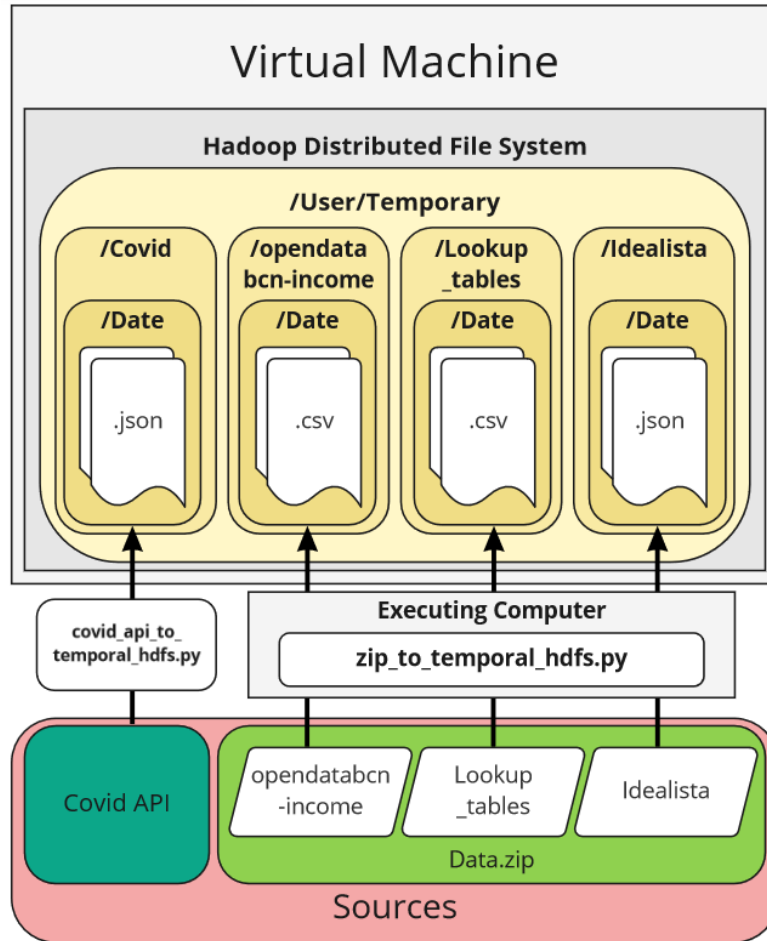 Virtual Machine
Hadoop Distributed File System
/User/Temporary
/Covid
/opendata
bcn-income
/Lookup
_tables
/Idealista
/Date
/Date
/Date
/Date
.json
.csv
.csv
.json
covid_api_to_
temporal_hdfs.py
Executing Computer
zip_to_temporal_hdfs.py
Covid API
opendatabcn
-income
Lookup
_tables
Idealista
Data.zip
Sources